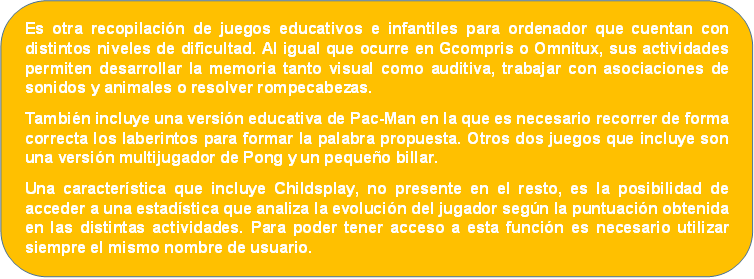 Es otra recopilación de juegos educativos e infantiles para ordenador que cuentan con
distintos niveles de dificultad. Al igual que ocurre en Gcompris o Omnitux, sus actividades
permiten desarrollar la memoria tanto visual como auditiva, trabajar con asociaciones de
sonidos y animales o resolver rompecabezas.
También incluye una versión educativa de Pac-Man en la que es necesario recorrer de forma
correcta los laberintos para formar la palabra propuesta. Otros dos juegos que incluye son
una versión multijugador de Pong y un pequeño billar.
Una característica que incluye Childsplay, no presente en el resto, es la posibilidad de
acceder a una estadística que analiza la evolución del jugador según la puntuación obtenida
en las distintas actividades. Para poder tener acceso a esta función es necesario utilizar
siempre el mismo nombre de usuario.